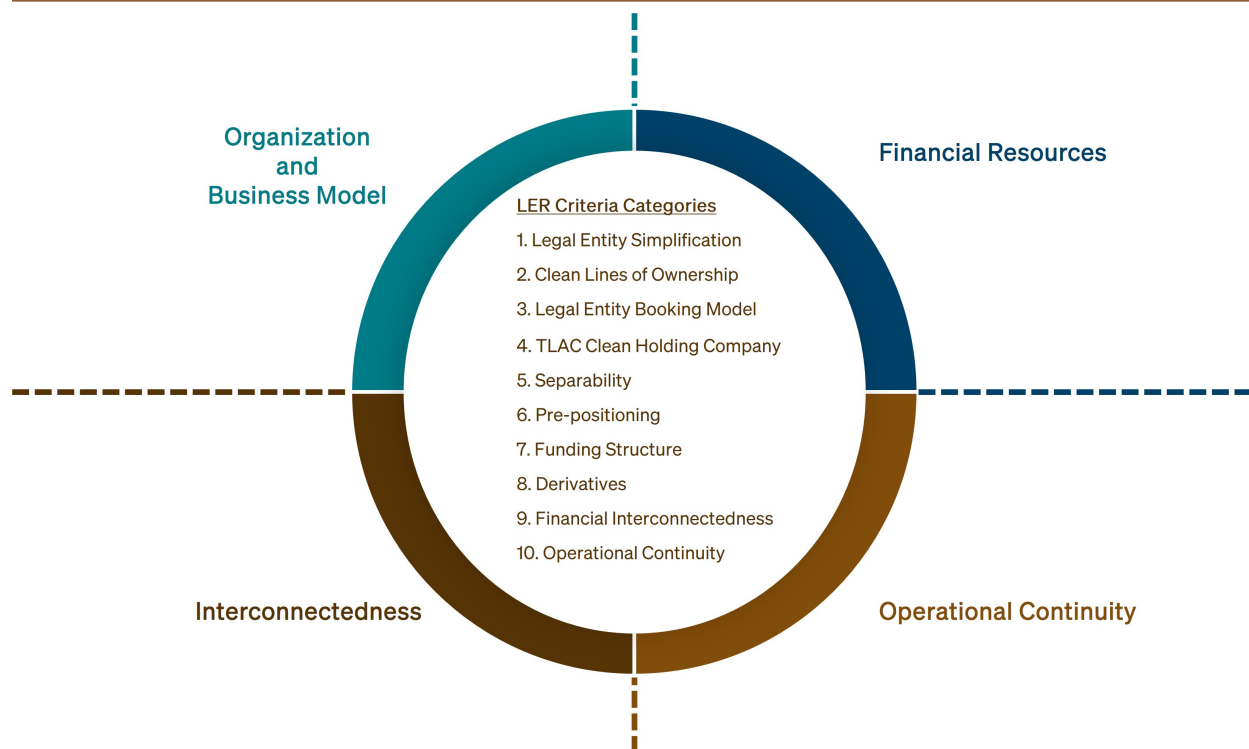 Organization
and
Business Model
Financial Resources
LER Criteria Categories
1. Legal Entity Simplification
2. Clean Lines of Ownership
3. Legal Entity Booking Model
4. TLAC Clean Holding Company
5. Separability
6. Pre-positioning
7. Funding Structure
8. Derivatives
9. Financial Interconnectedness
10. Operational Continuity
Interconnectedness
Operational Continuity